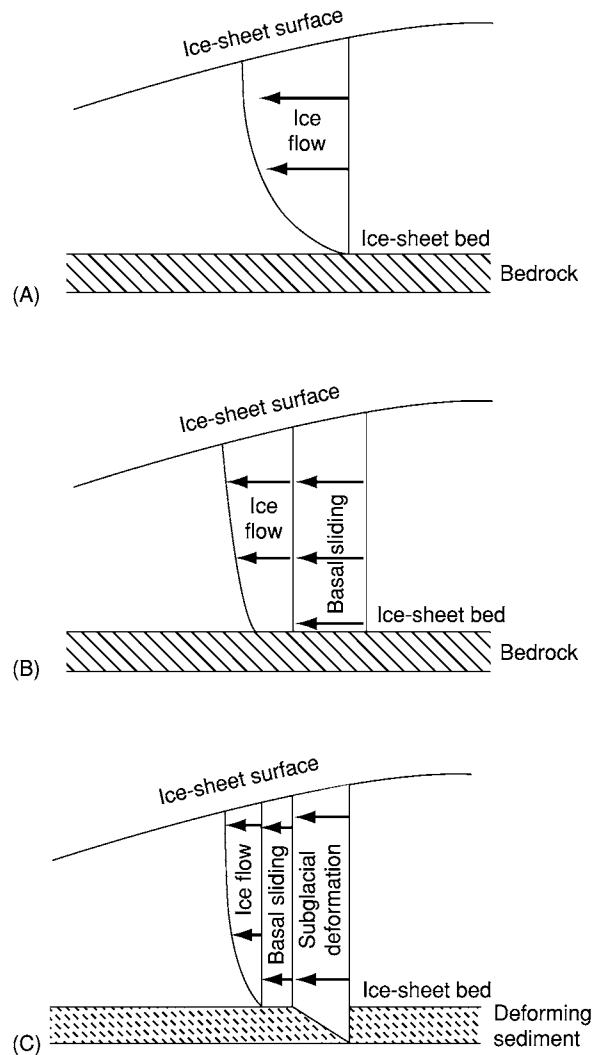 Ice-sheet surface
Ice
flow
Ice-sheet bed
Bedrock
(A)
Ice-sheet surface
Ice
flow
Basal sliding
Ice-sheet bed
Bedrock
(B)
Ice-sheet surface
Ice flow
Basal sliding
Subglacial
deformation
Ice-sheet bed
Deforming
sediment
(C)